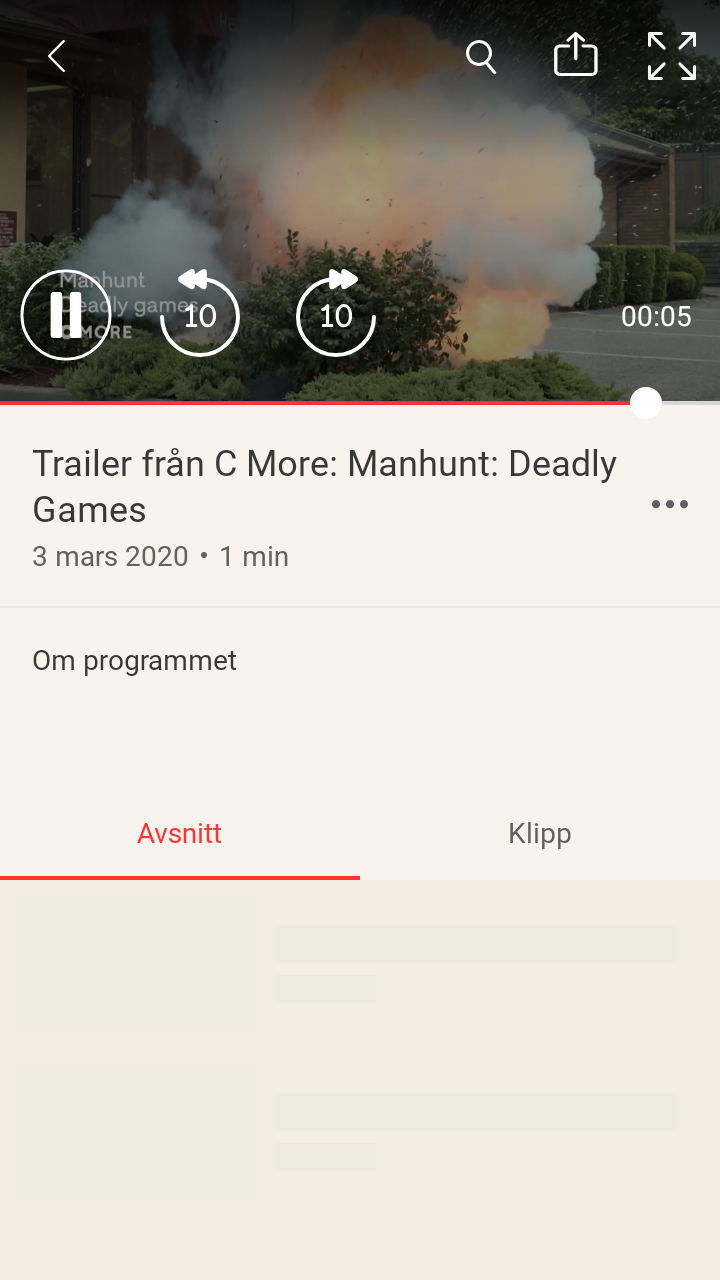 Manhunt
Deadly games
C MORE
10
10
00:05
Trailer från C More: Manhunt: Deadly
Games
3 mars 2020 • 1 min
Om programmet
Avsnitt
Klipp